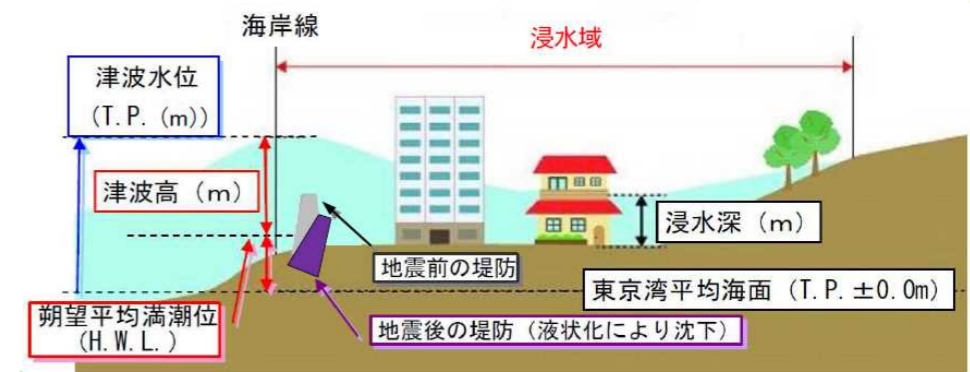 海岸線
浸水域
津波水位
（T.P.（m））
津波高（m）
浸水深（m）
地震前の堤防
東京湾平均海面（T.P.±0.0m）
朔望平均満潮位
（H.W.L.）
地震後の堤防（液状化により沈下）